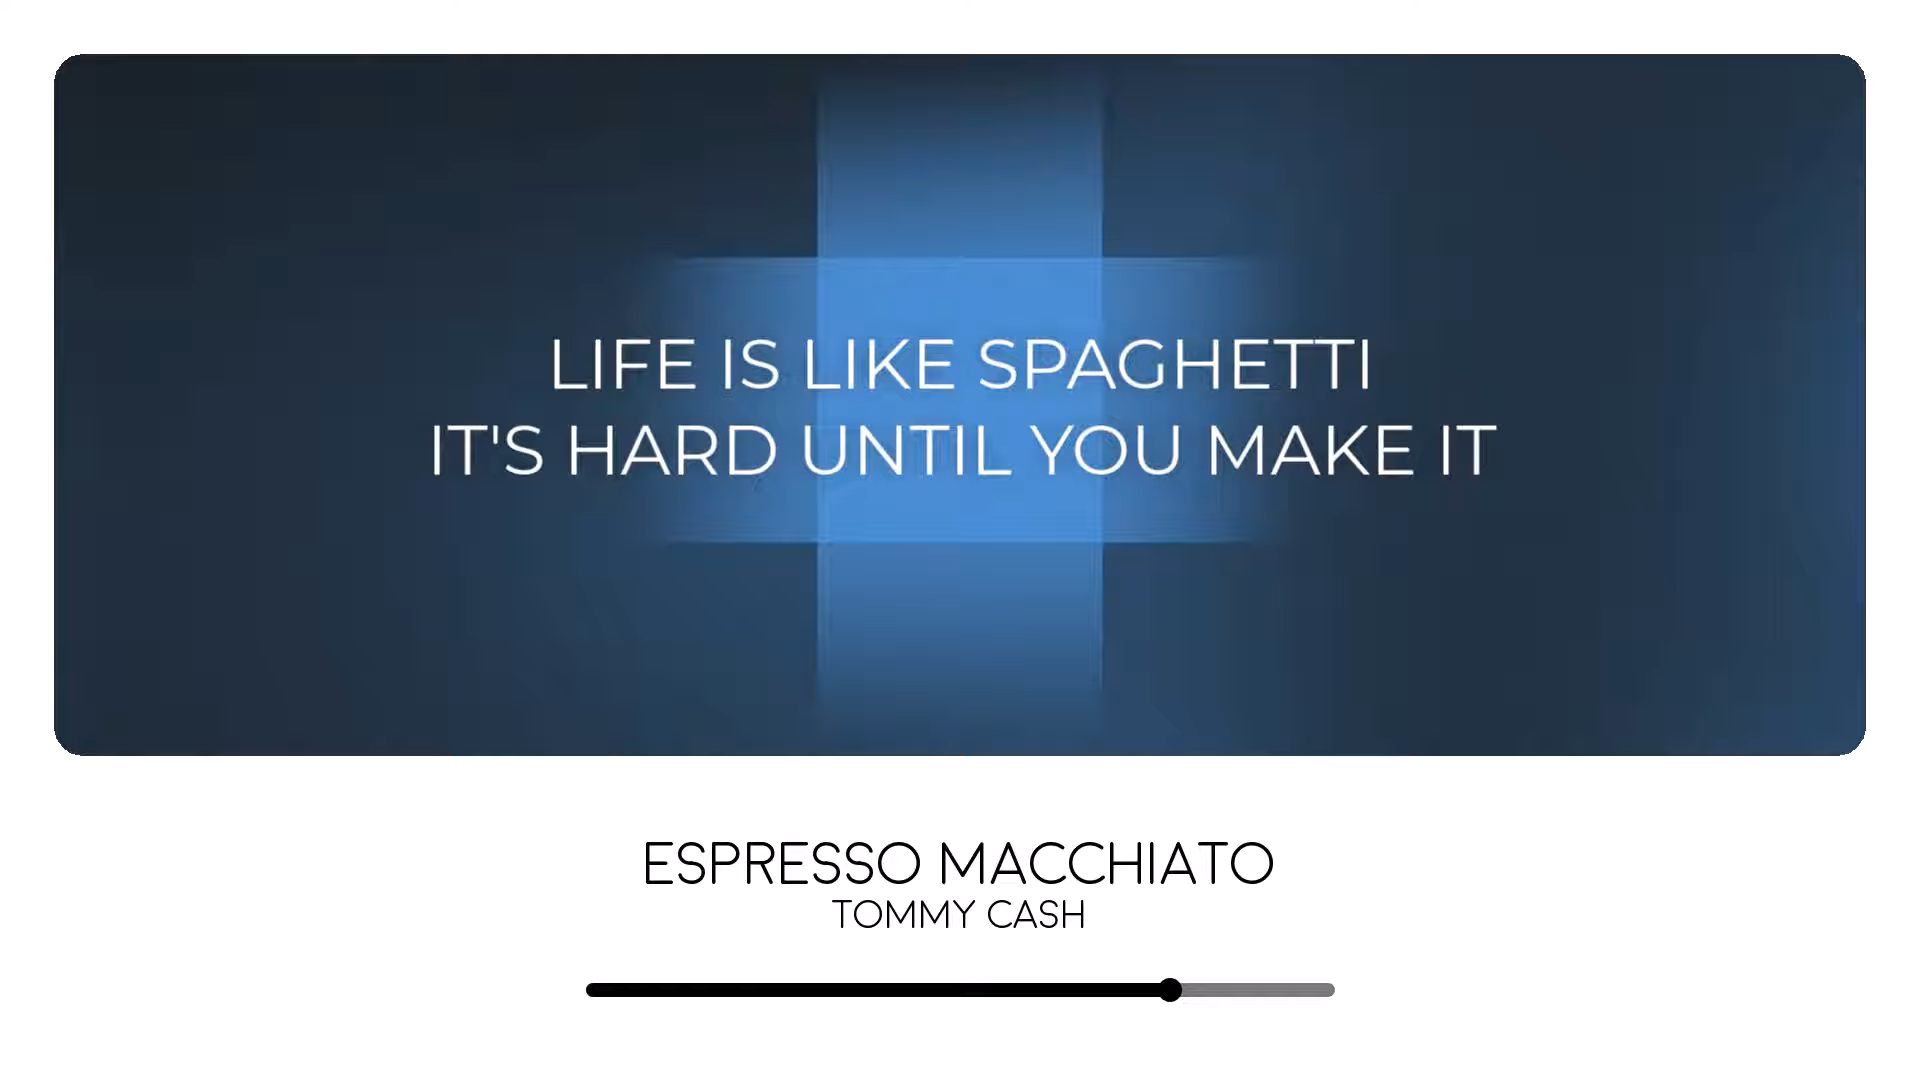 LIFE IS LIKE SPAGHETTI
IT'S HARD UNTIL YOU MAKE IT
ESPRESSO MACCHIATO
TOMMY CASH